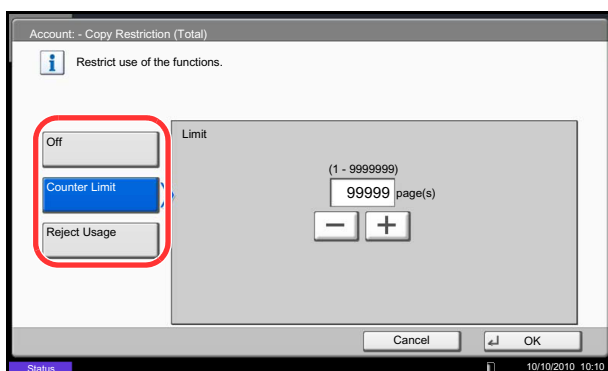 Account: - Copy Restriction (Total)
Restrict use of the functions.
Off
Limit
(1 - 9999999)
99999 page(s)
Counter Limit
Reject Usage
Cancel
OK
Status
10/10/2010 10:10